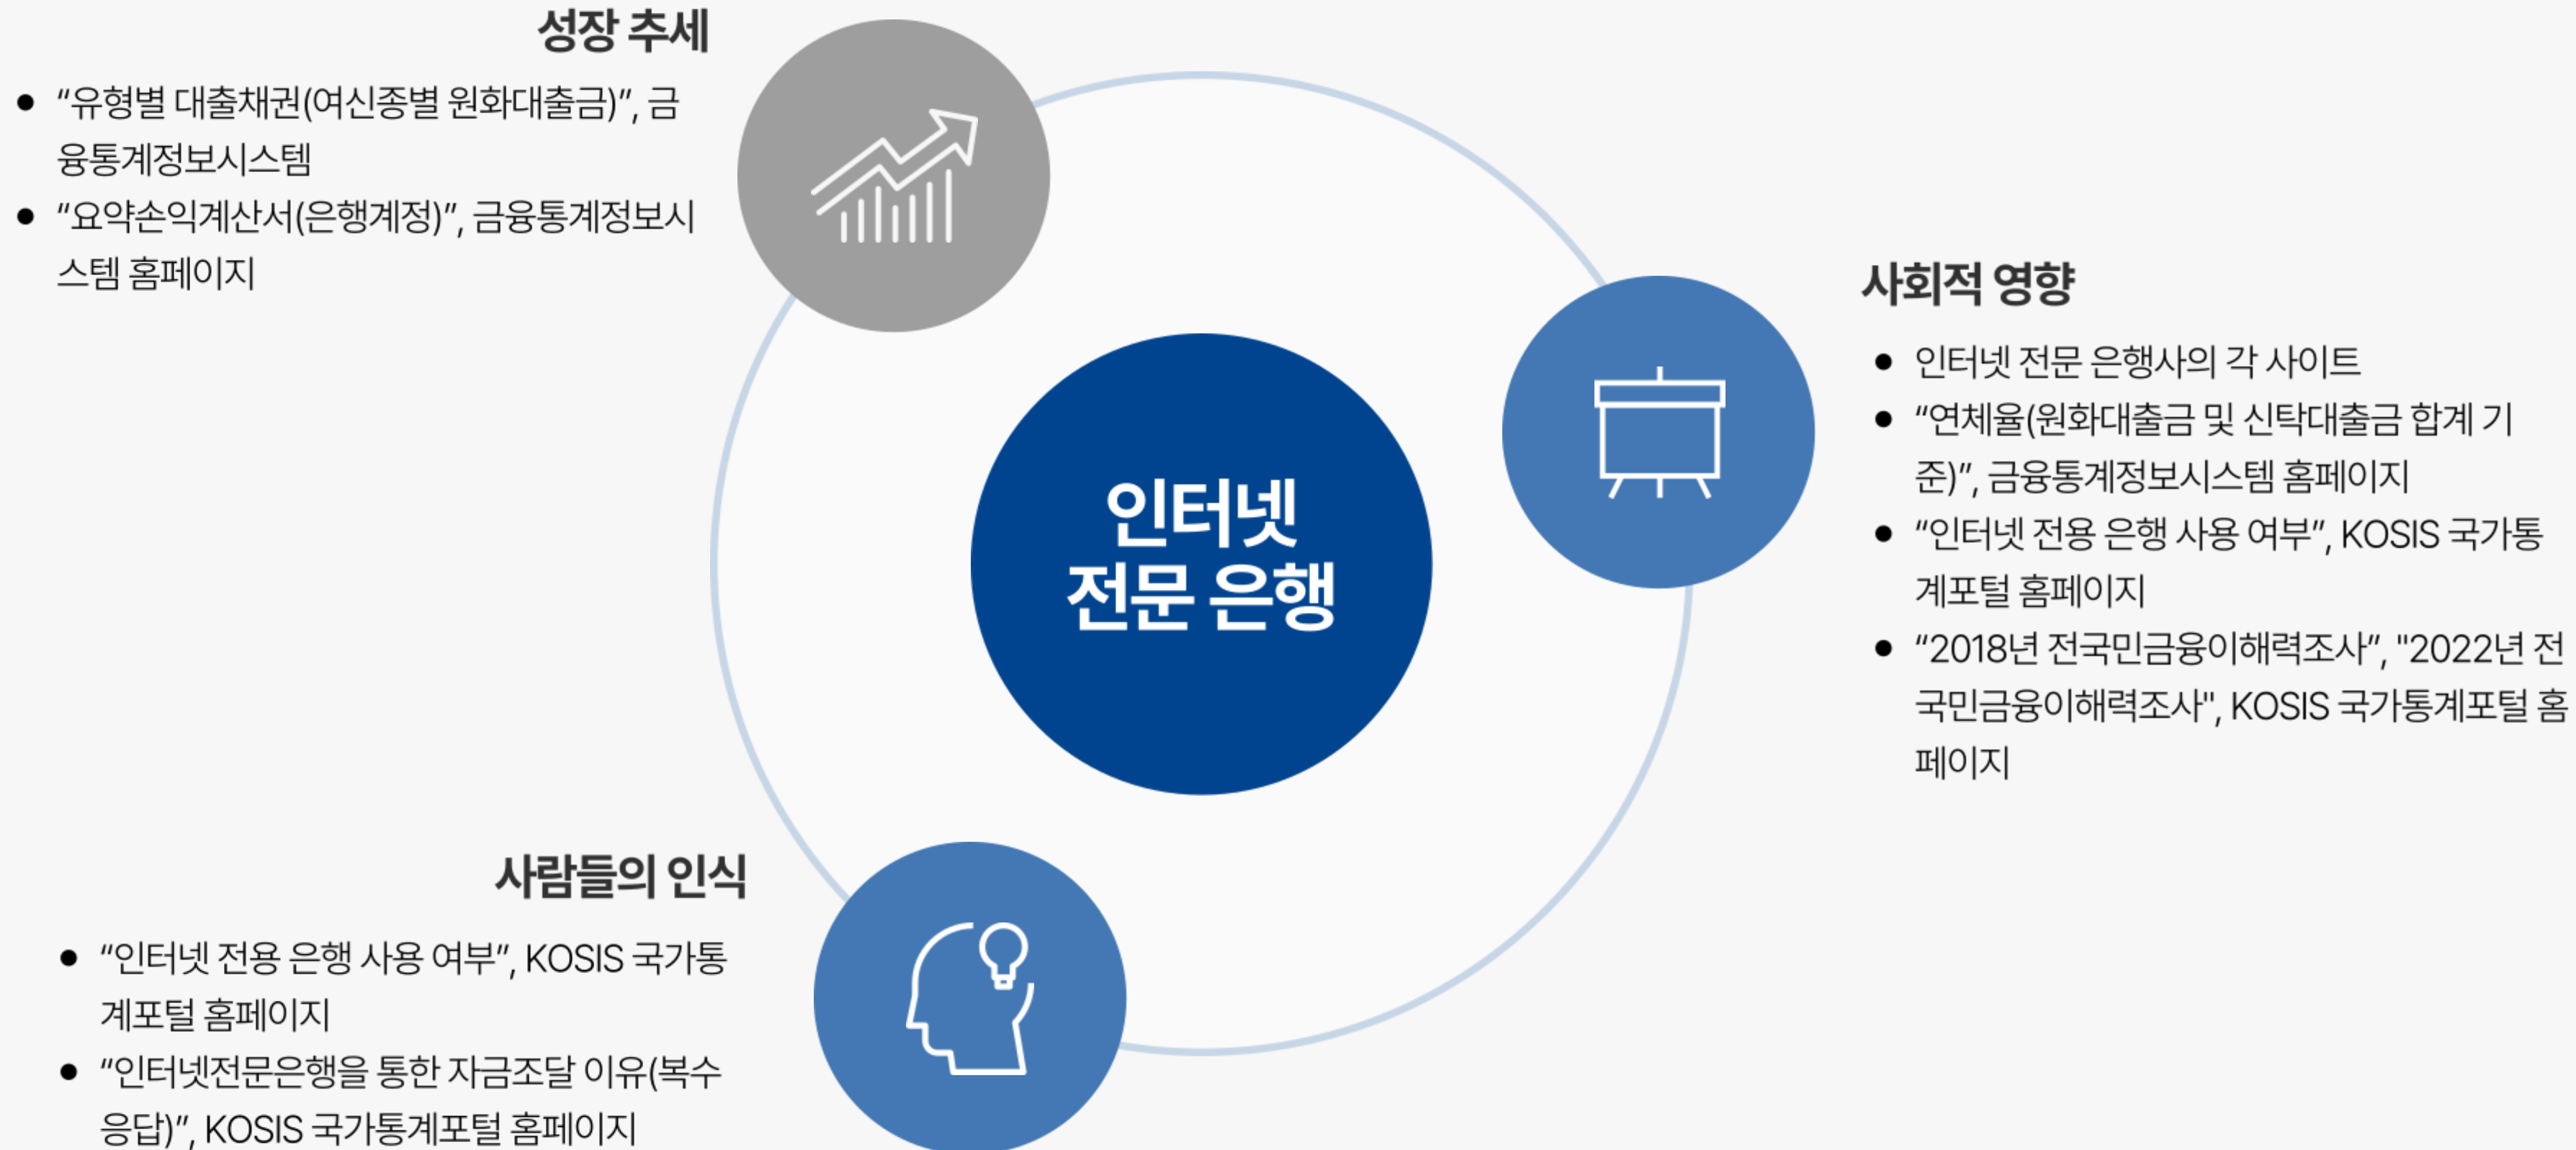 성장 추세
“유형별 대출채권(여신종별 원화대출금)”, 금
융통계정보시스템
“요약손익계산서(은행계정)”, 금융통계정보시
스템 홈페이지
인터넷
전문 은행
사회적 영향
인터넷 전문 은행사의 각 사이트
“연체율(원화대출금 및 신탁대출금 합계 기
준)”, 금융통계정보시스템 홈페이지
“인터넷 전용 은행 사용 여부”, KOSIS 국가통
계포털 홈페이지
“2018년 전국민금융이해력조사”, "2022년 전
국민금융이해력조사", KOSIS 국가통계포털 홈
페이지
사람들의 인식
“인터넷 전용 은행 사용 여부”, KOSIS 국가통
계포털 홈페이지
“인터넷전문은행을 통한 자금조달 이유(복수
응답)”, KOSIS 국가통계포털 홈페이지